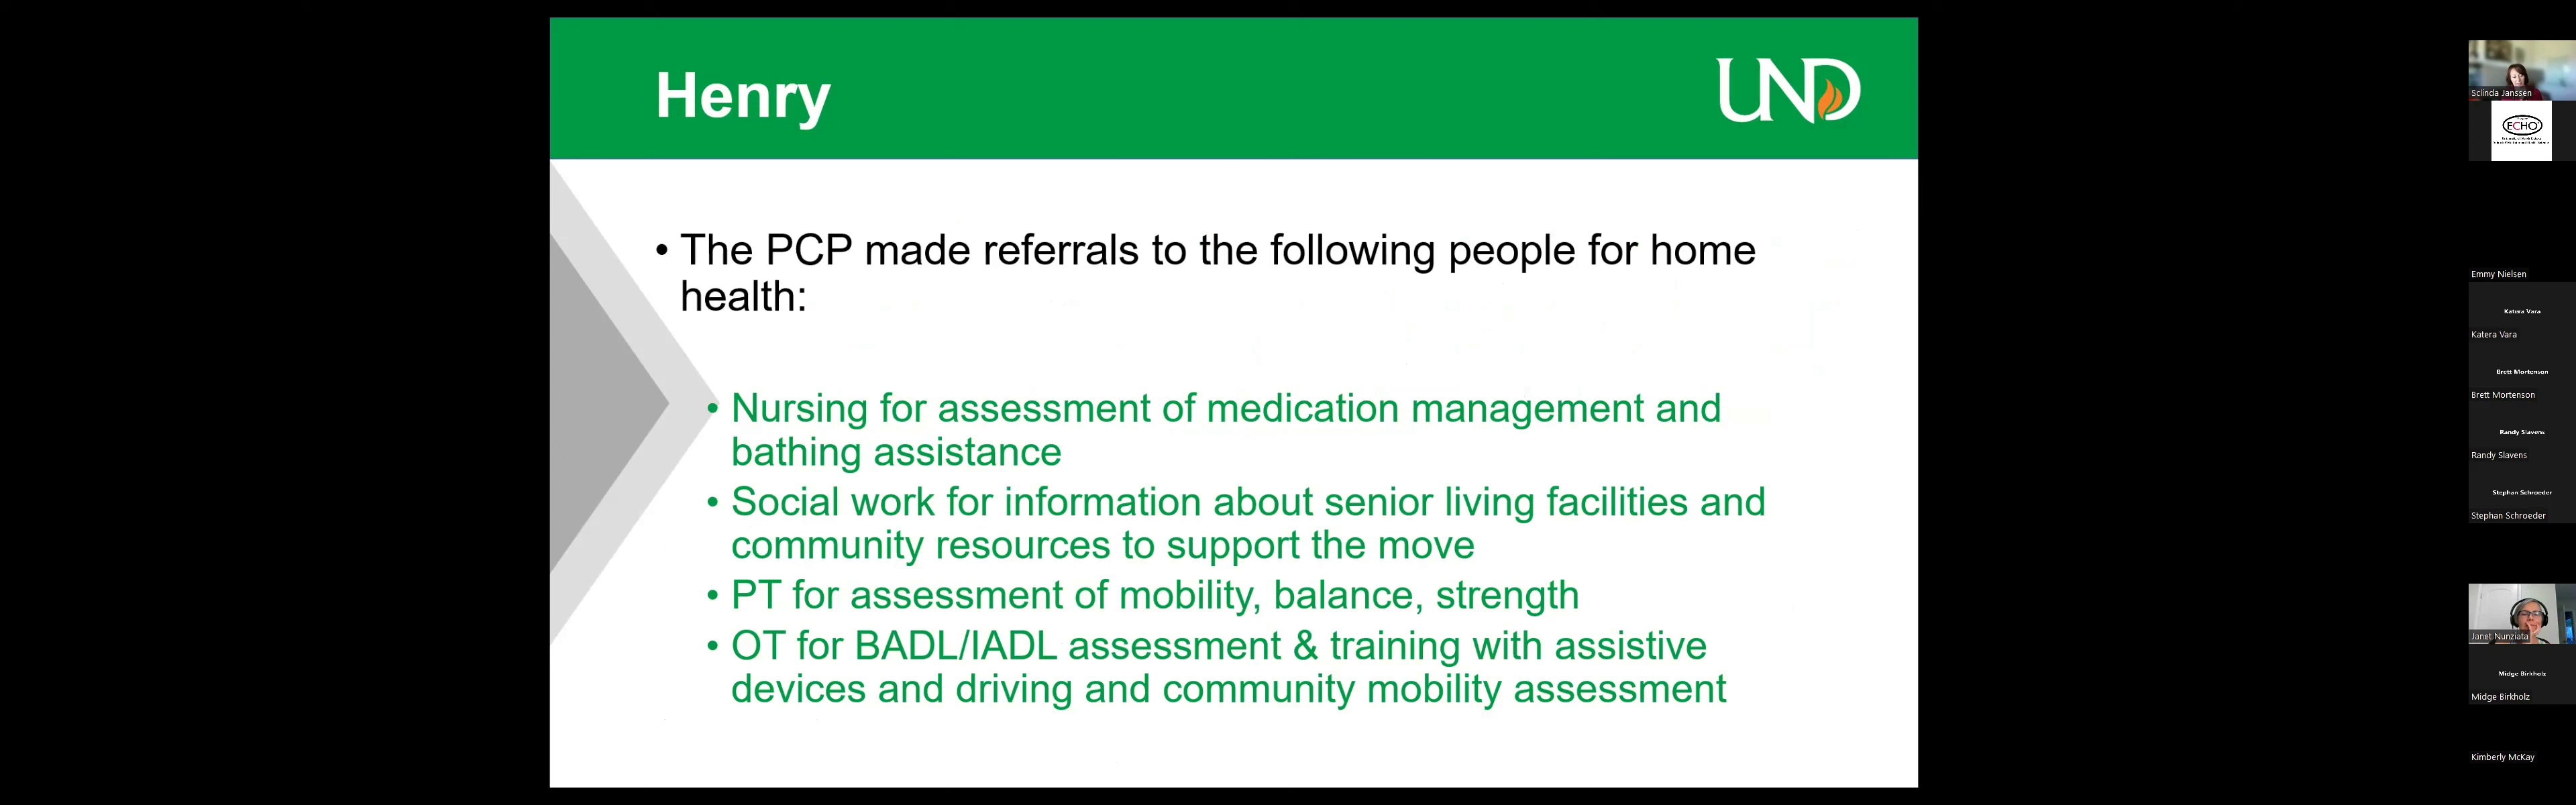 Henry
UND
• The PCP made referrals to the following people for home
health:
• Nursing for assessment of medication management and
bathing assistance
• Social work for information about senior living facilities and
community resources to support the move
• PT for assessment of mobility, balance, strength
• OT for BADL/IADL assessment & training with assistive
devices and driving and community mobility assessment
Sclinda Janssen
ECHO
Emmy Nielsen
Katera Vara
Katera Vara
Brett Mortenson
Brett Mortenson
Randy Slavens
Randy Slavens
Stephan Schroeder
Stephan Schroeder
Janet Nunziata
Midge Birkholz
Midge Birkholz
Kimberly McKay